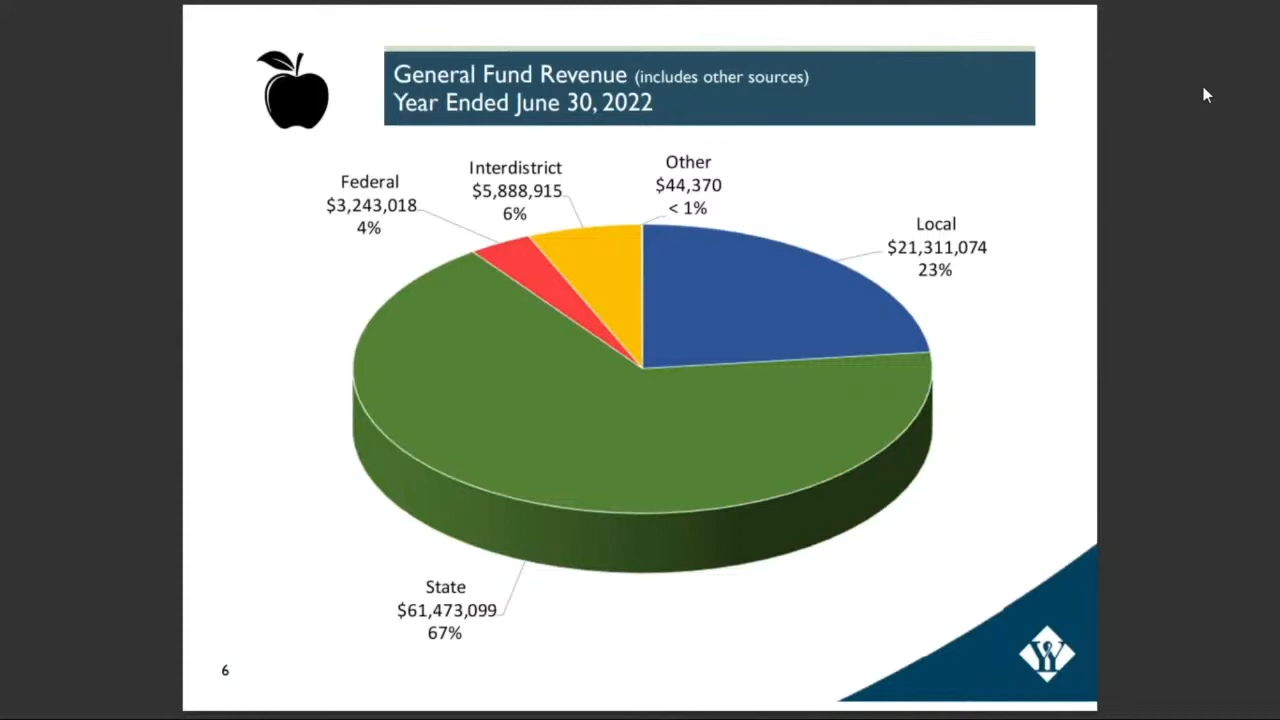 General Fund Revenue (includes other sources)
Year Ended June 30, 2022
Other
$44,370
< 1%
Interdistrict
$5,888,915
6%
Federal
$3,243,018
4%
Local
$21,311,074
23%
State
$61,473,099
67%
6